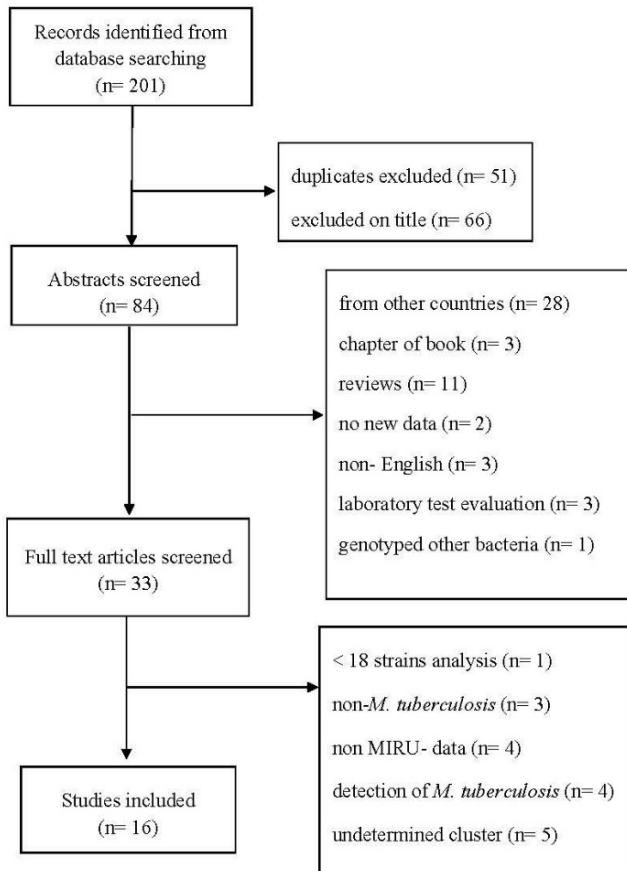 Records identified from
database searching
(n= 201)
duplicates excluded (n= 51)
excluded on title (n= 66)
Abstracts screened
(n= 84)
from other countries (n= 28)
chapter of book (n= 3)
reviews (n= 11)
no new data (n= 2)
non- English (n= 3)
laboratory test evaluation (n= 3)
genotyped other bacteria (n= 1)
Full text articles screened
(n= 33)
< 18 strains analysis (n= 1)
non-M. tuberculosis (n= 3)
non MIRU- data (n= 4)
detection of M. tuberculosis (n= 4)
undetermined cluster (n= 5)
Studies included
(n= 16)